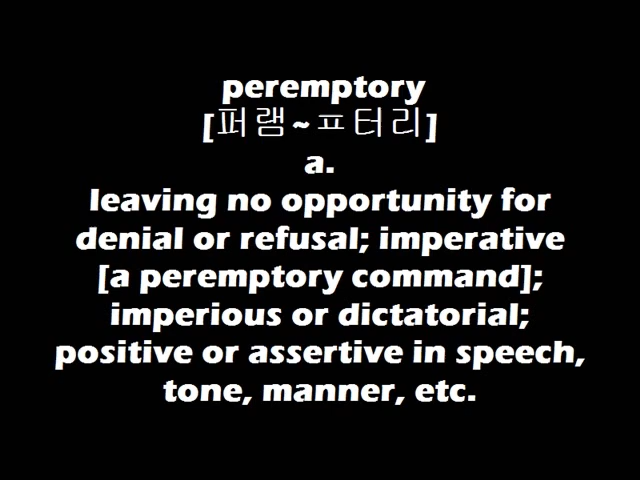 peremptory
[퍼램~ㅍ터리]
a.
leaving no opportunity for
denial or refusal; imperative
[a peremptory command];
imperious or dictatorial;
positive or assertive in speech,
tone, manner, etc.